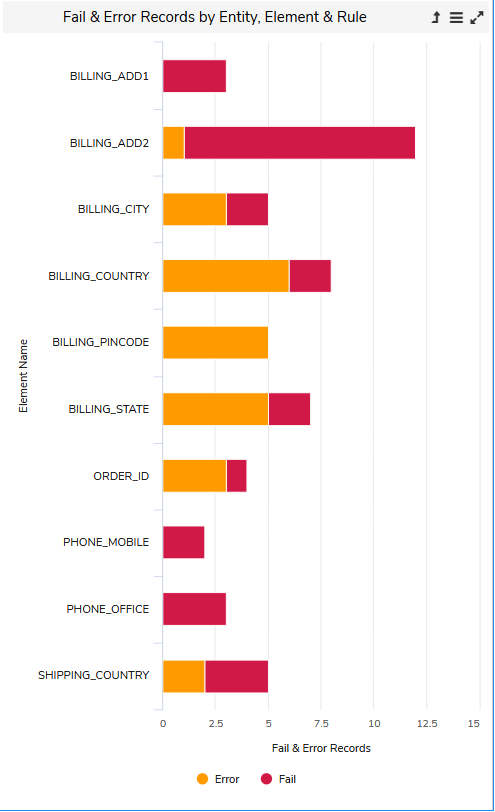 Fail & Error Records by Entity, Element & Rule
BILLING_ADD1
BILLING_ADD2
BILLING_CITY
BILLING_COUNTRY
BILLING_PINCODE
BILLING_STATE
ORDER_ID
PHONE_MOBILE
PHONE_OFFICE
SHIPPING_COUNTRY
Element Name
0 2.5 5 7.5 10 12.5 15
Fail & Error Records
Error Fail